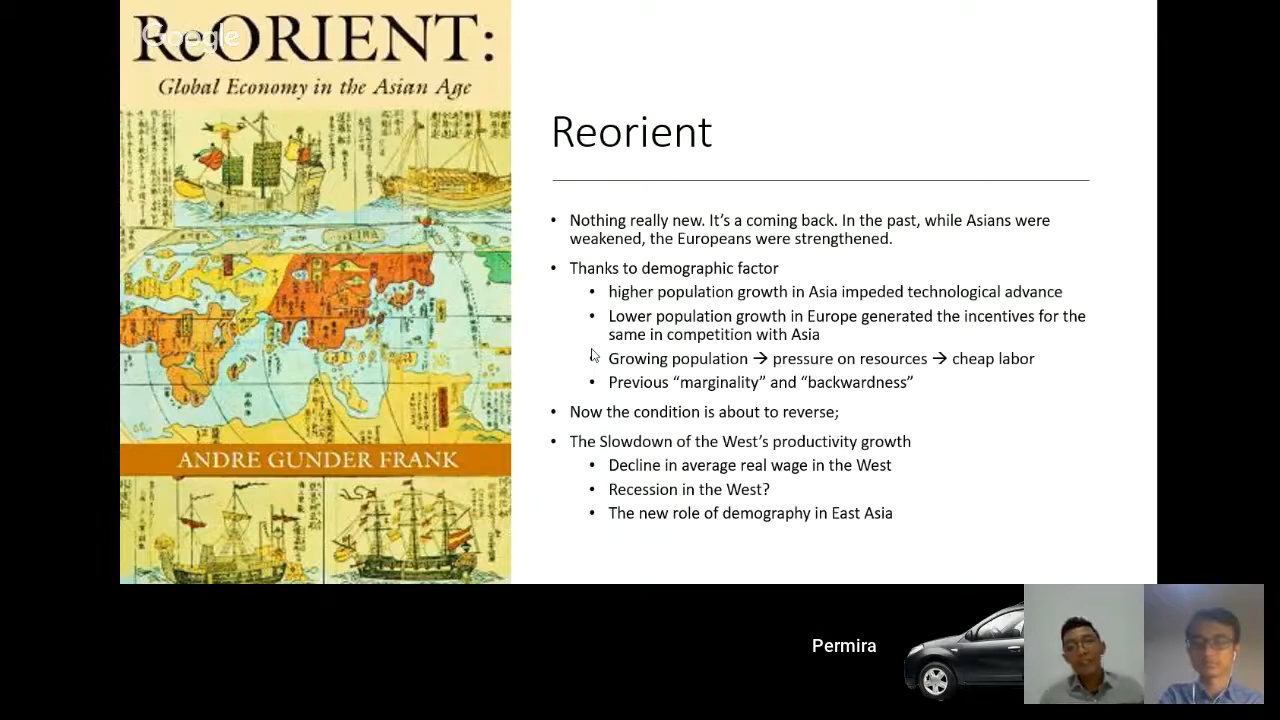 ReORIENT:
Google
Global Economy in the Asian Age
ANDRE GUNDER FRANK
Reorient
• Nothing really new. It's a coming back. In the past, while Asians were
weakened, the Europeans were strengthened.
• Thanks to demographic factor
• higher population growth in Asia impeded technological advance
• Lower population growth in Europe generated the incentives for the
same in competition with Asia
• Growing population → pressure on resources → cheap labor
• Previous “marginality” and “backwardness”
• Now the condition is about to reverse;
• The Slowdown of the West's productivity growth
• Decline in average real wage in the West
• Recession in the West?
• The new role of demography in East Asia
Permira